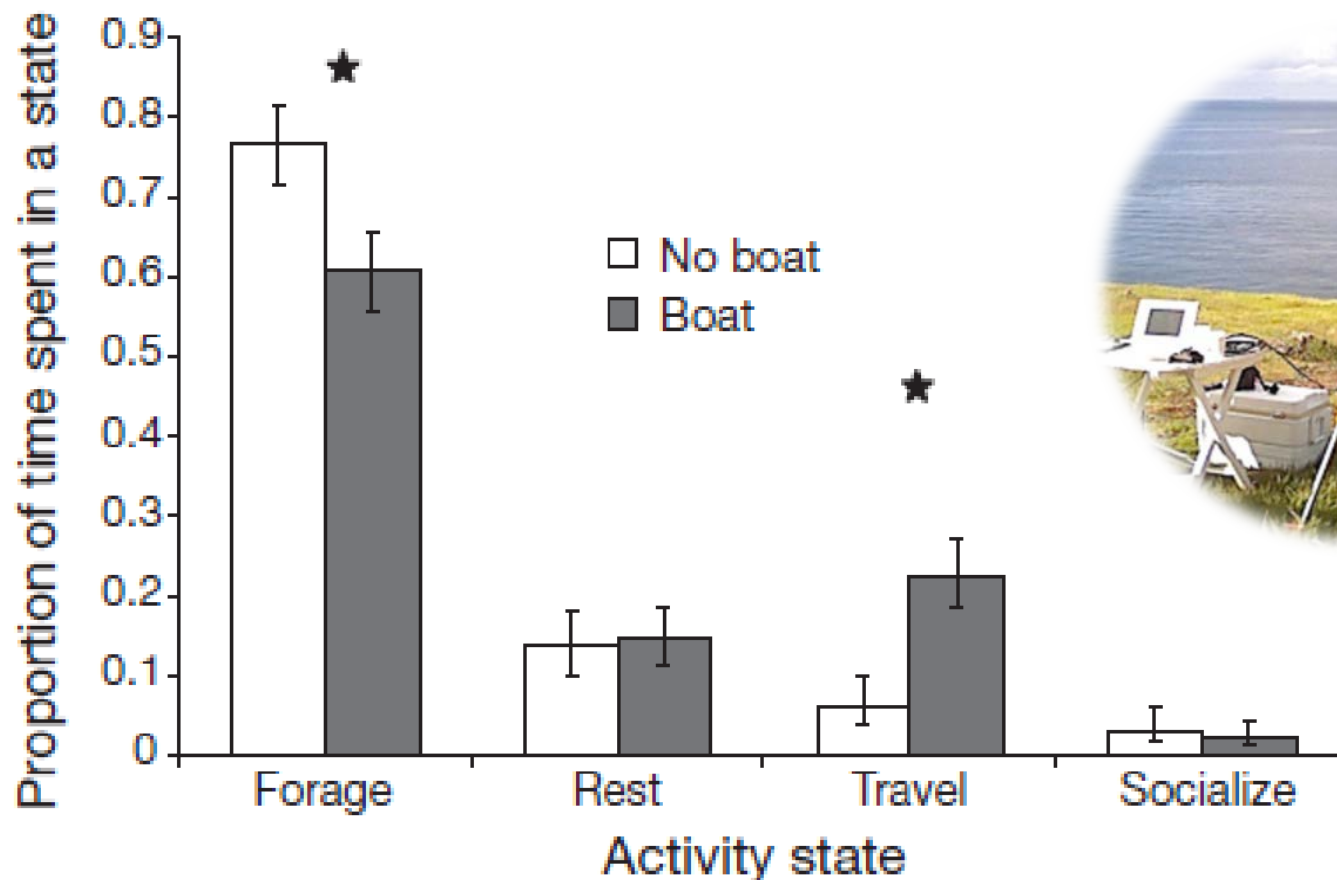 Proportion of time spent in a state
0.9
0.8
0.7
0.6
0.5
0.4
0.3
0.2
0.1
0
No boat
Boat
Forage Rest Travel Socialize
Activity state